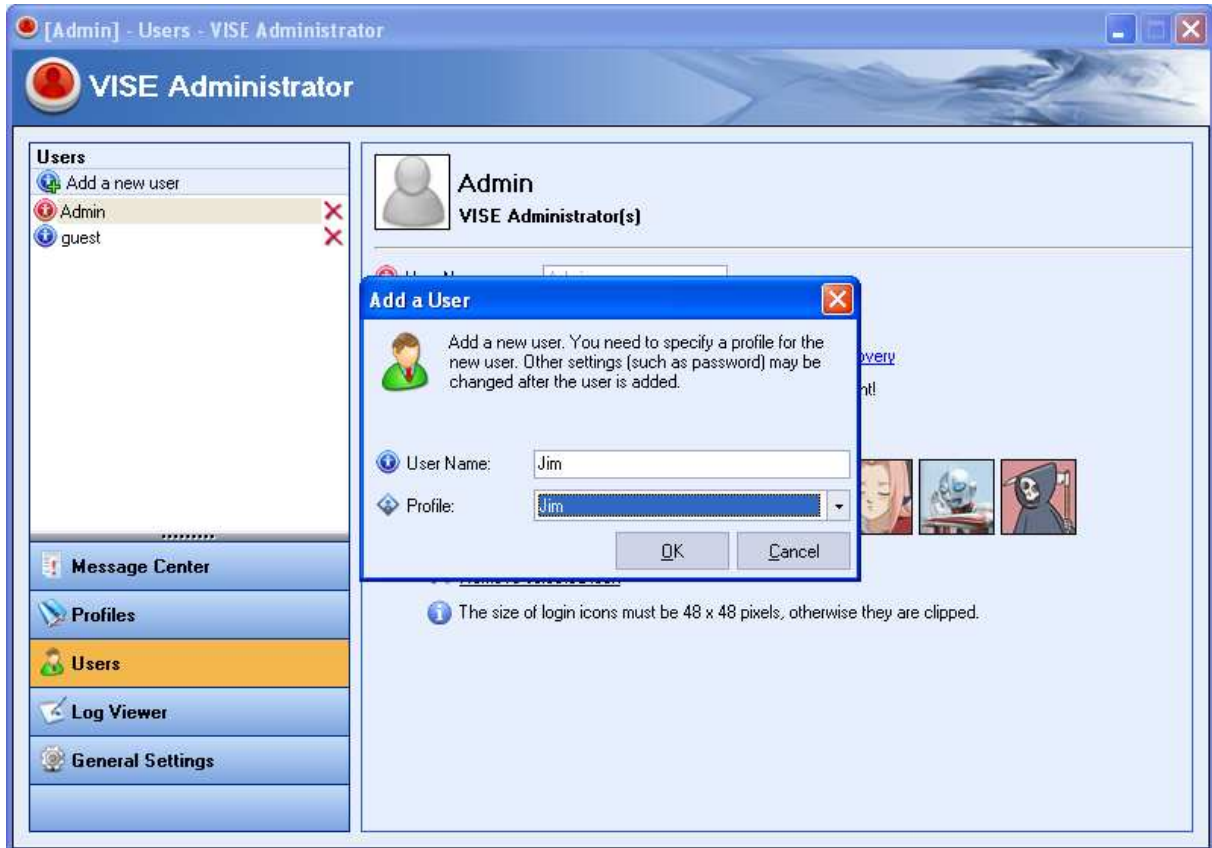 [Admin] - Users - VISE Administrator
VISE Administrator
Users
Add a new user
Admin
guest
Message Center
Profiles
Users
Log Viewer
General Settings
Admin
VISE Administrator(s)
Add a User
Add a new user. You need to specify a profile for the
new user. Other settings (such as password) may be
changed after the user is added.
User Name: Jim
Profile: Jim
OK Cancel
The size of login icons must be 48 x 48 pixels, otherwise they are clipped.